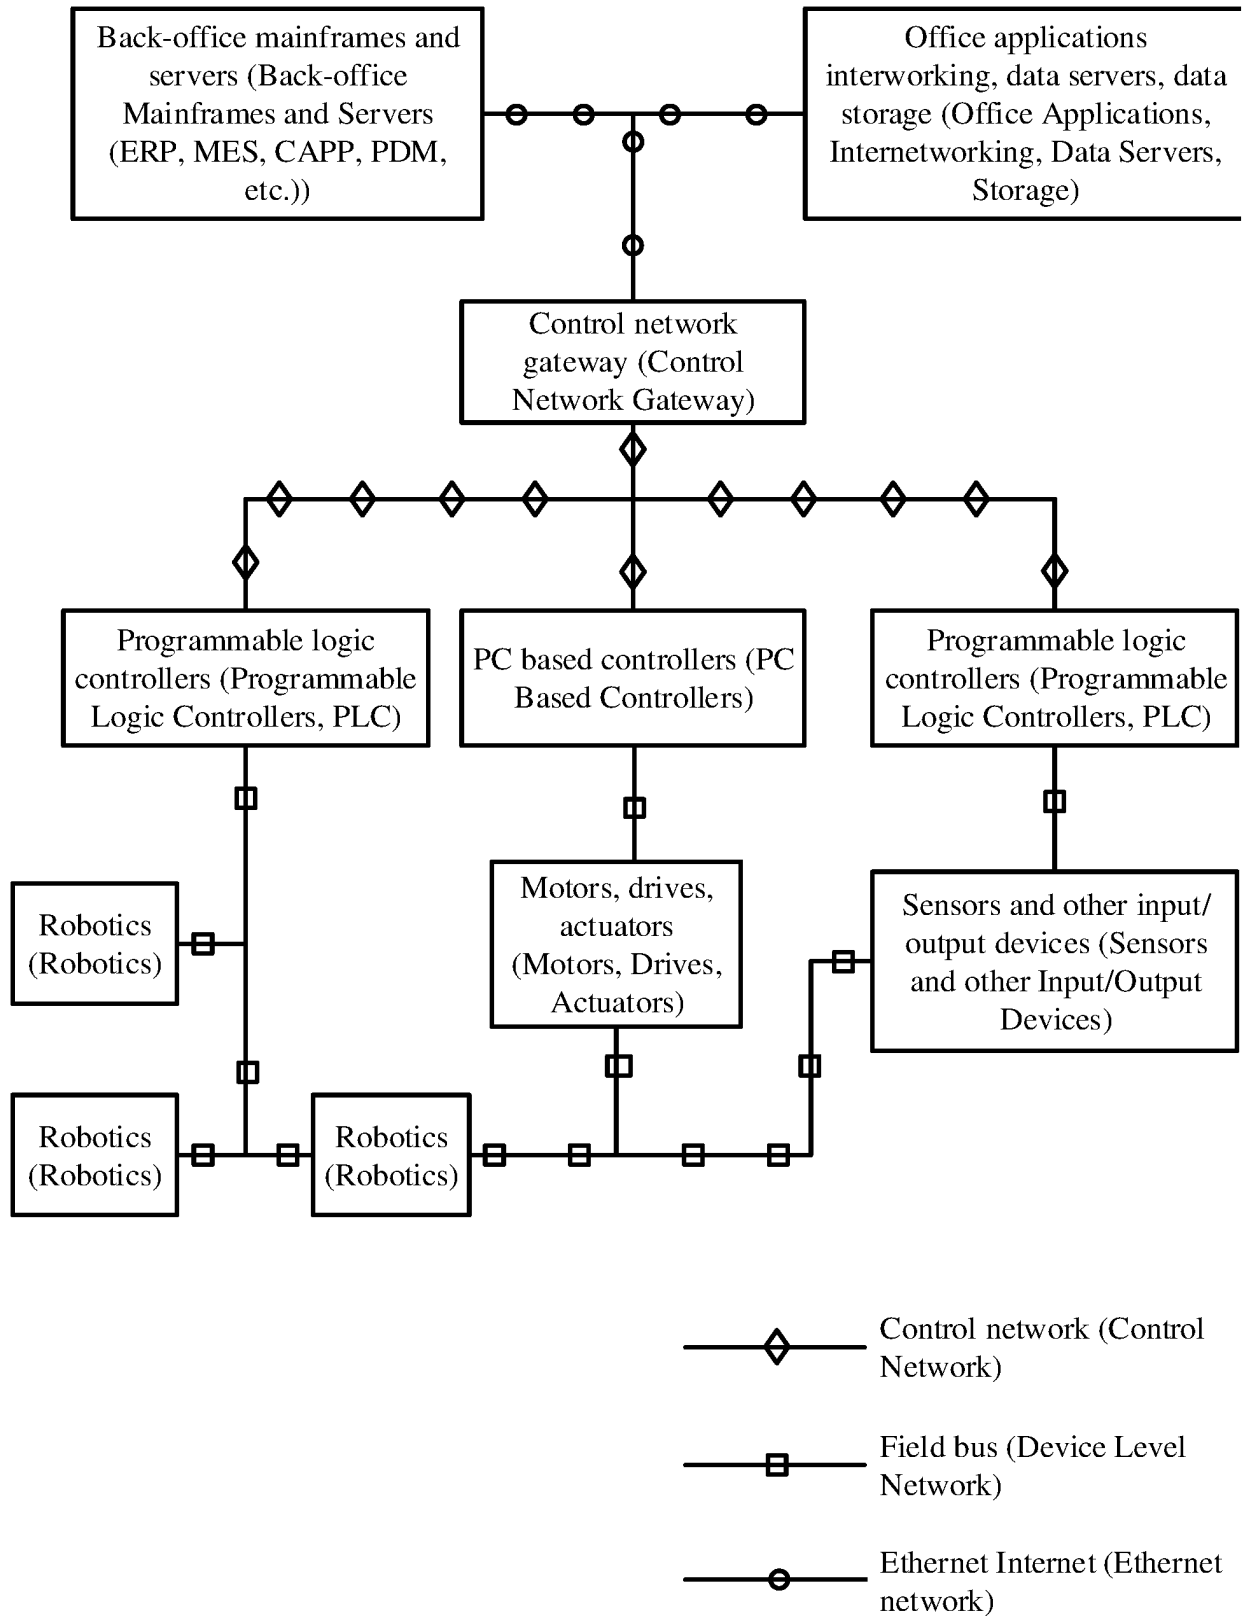 Back-office mainframes and
servers (Back-office
Mainframes and Servers
(ERP, MES, CAPP, PDM,
etc.))
Office applications
interworking, data servers, data
storage (Office Applications,
Internetworking, Data Servers,
Storage)
Control network
gateway (Control
Network Gateway)
Programmable logic
controllers (Programmable
Logic Controllers, PLC)
PC based controllers (PC
Based Controllers)
Programmable logic
controllers (Programmable
Logic Controllers, PLC)
Robotics
(Robotics)
Motors, drives,
actuators
(Motors, Drives,
Actuators)
Sensors and other input/
output devices (Sensors
and other Input/Output
Devices)
Robotics
(Robotics)
Robotics
(Robotics)
Control network (Control
Network)
Field bus (Device Level
Network)
Ethernet Internet (Ethernet
network)